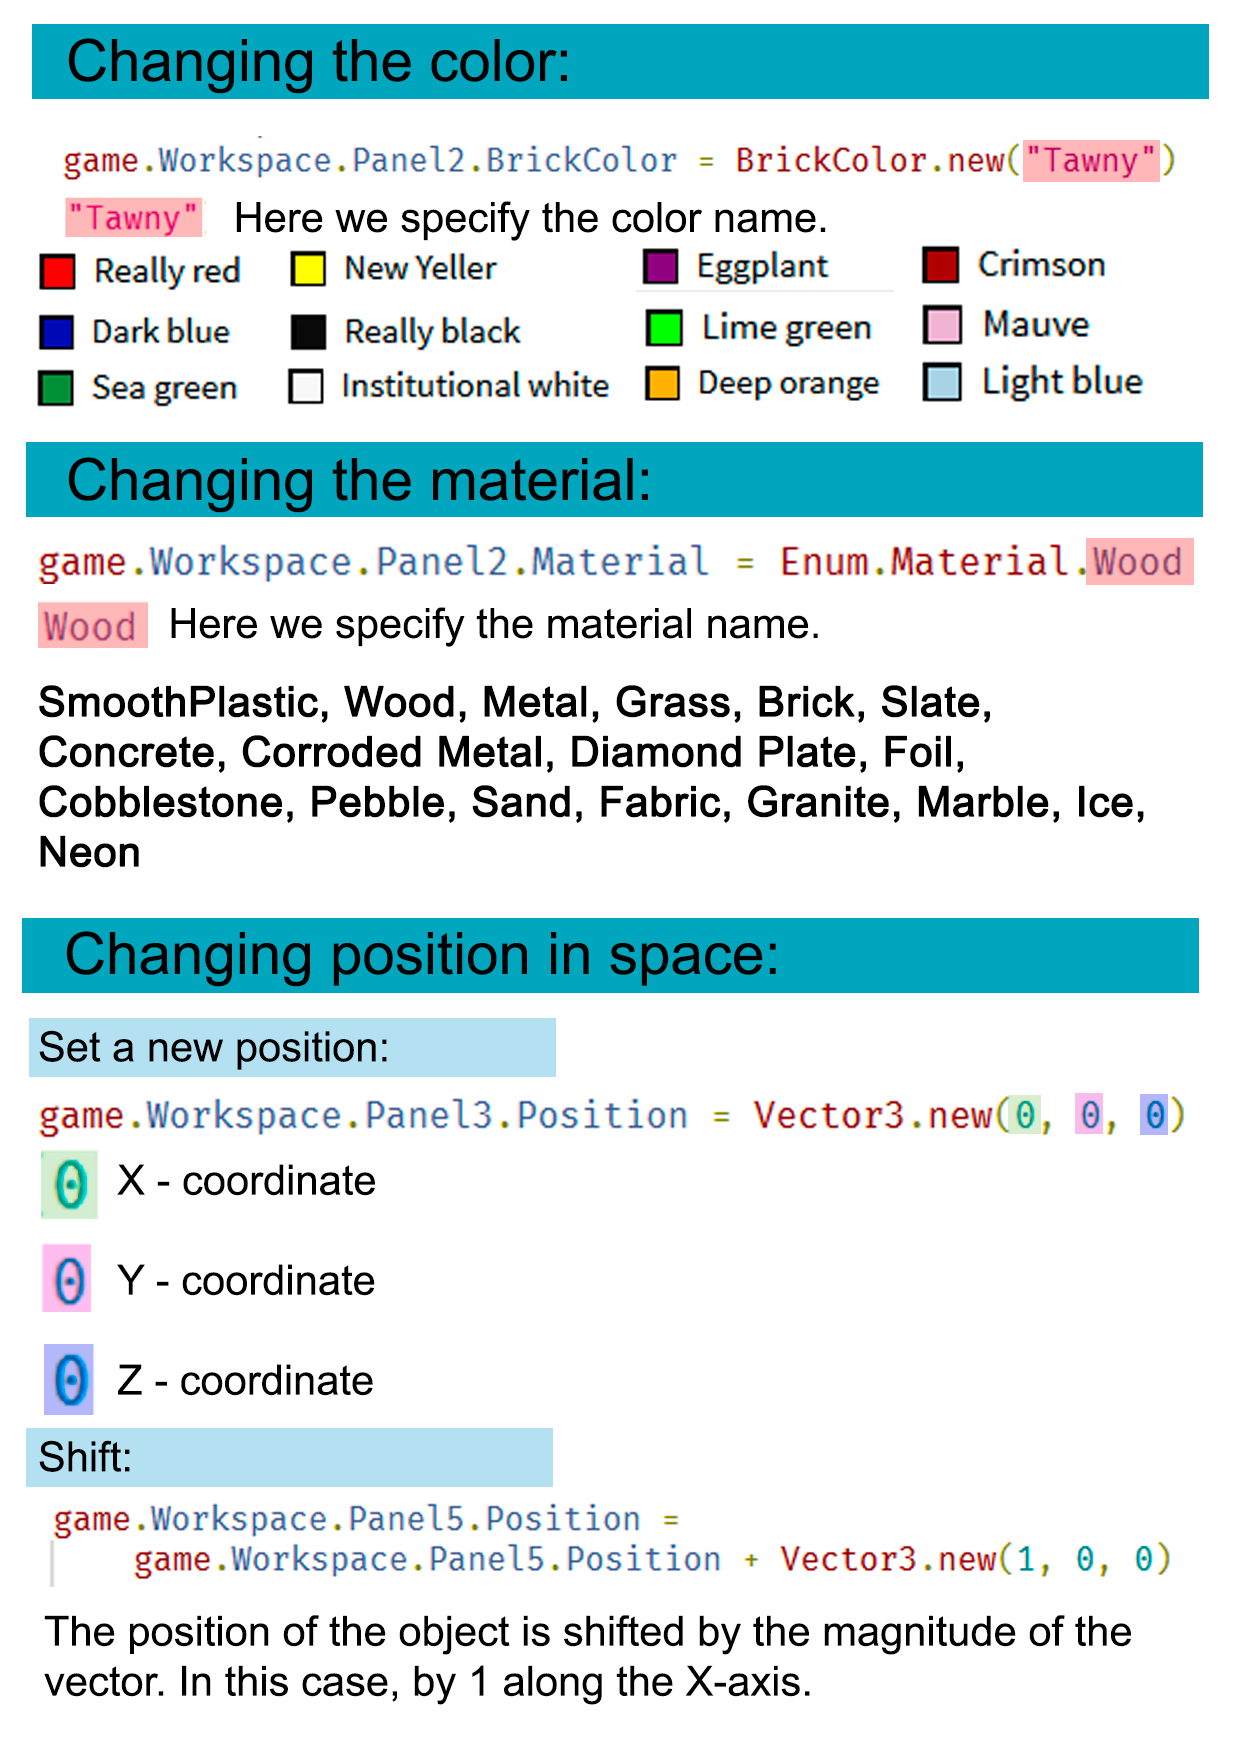 Changing the color:
game.Workspace.Panel2.BrickColor = BrickColor.new("Tawny")
"Tawny" Here we specify the color name.
Really red New Yeller Eggplant Crimson
Dark blue Really black Lime green Mauve
Sea green Institutional white Deep orange Light blue
Changing the material:
game.Workspace.Panel2.Material = Enum.Material.Wood
Wood Here we specify the material name.
SmoothPlastic, Wood, Metal, Grass, Brick, Slate,
Concrete, Corroded Metal, Diamond Plate, Foil,
Cobblestone, Pebble, Sand, Fabric, Granite, Marble, Ice,
Neon
Changing position in space:
Set a new position:
game.Workspace.Panel3.Position = Vector3.new(0, 0, 0)
0 X - coordinate
0 Y - coordinate
0 Z - coordinate
Shift:
game.Workspace.Panel5.Position =
game.Workspace.Panel5.Position + Vector3.new(1, 0, 0)
The position of the object is shifted by the magnitude of the
vector. In this case, by 1 along the X-axis.